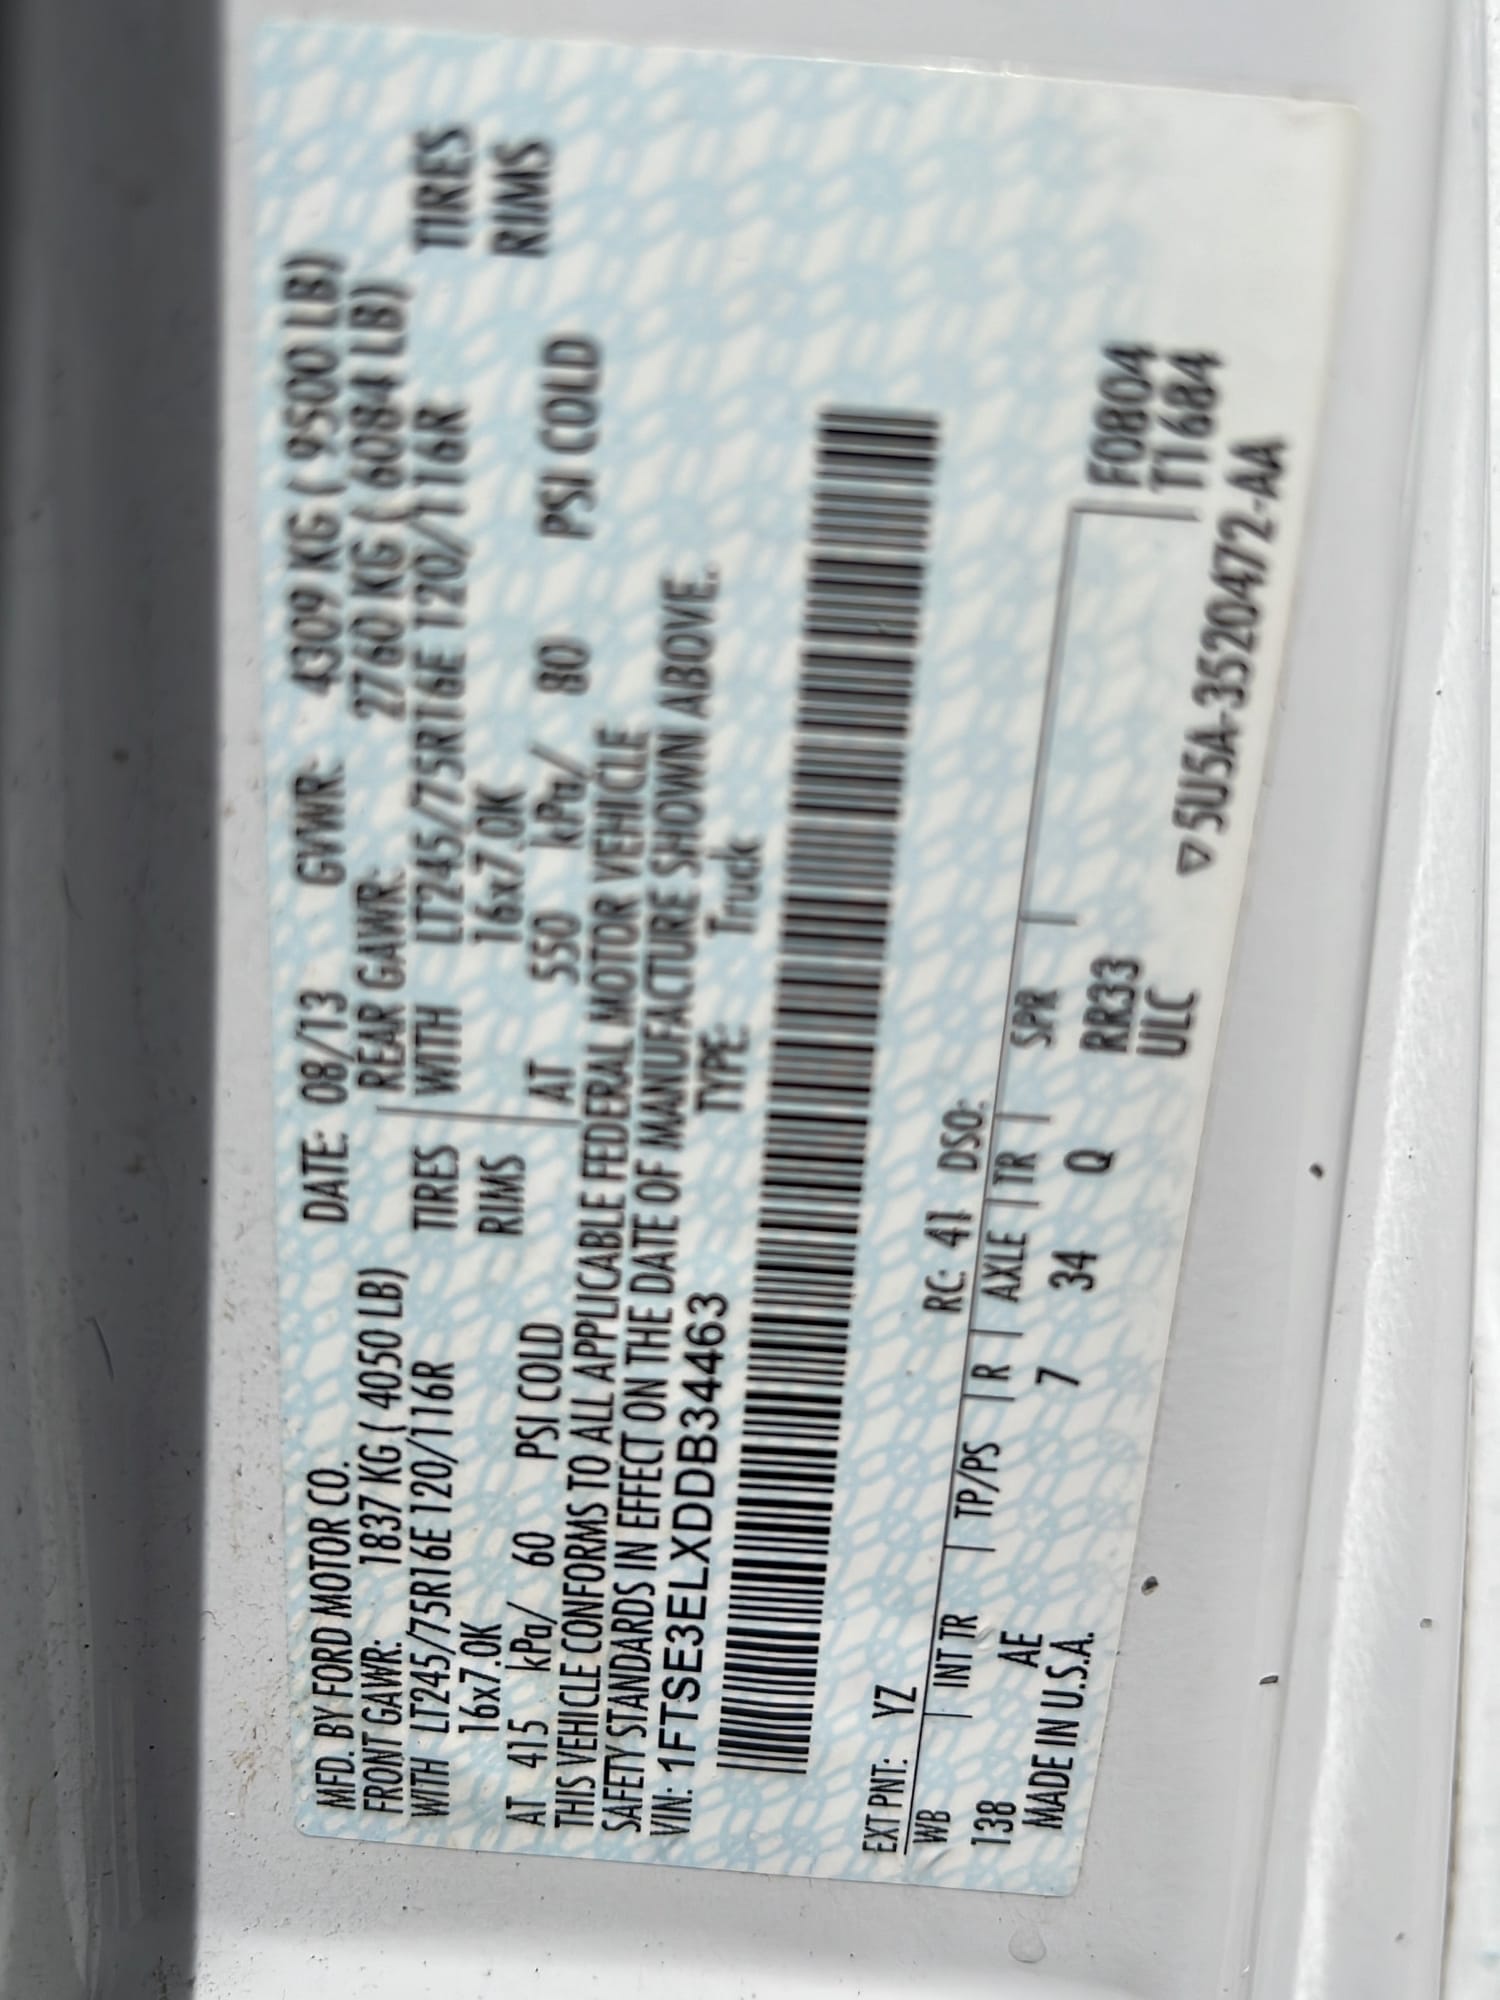 MFD. BY FORD MOTOR CO. DATE: 08/13 GVWR: 4309 KG ( 9500 LB)
FRONT GAWR: 1837 KG ( 4050 LB) REAR GAWR: 2760 KG ( 6084 LB)
WITH LT245/75R16E 120/116R TIRES WITH LT245/75R16E 120/116R TIRES
16x7.0K RIMS 16x7.0K RIMS
AT 415 kPa/ 60 PSI COLD AT 550 kPa/ 80 PSI COLD
THIS VEHICLE CONFORMS TO ALL APPLICABLE FEDERAL MOTOR VEHICLE
SAFETY STANDARDS IN EFFECT ON THE DATE OF MANUFACTURE SHOWN ABOVE.
VIN: 1FTSE3ELXDDB34463 TYPE: Truck
EXT PNT: YZ RC: 41 DSO:
WB INT TR TP/PS R AXLE TR SPR
138 AE 7 34 Q RR33 F0804
MADE IN U.S.A. ULC T1684
▽5U5A-3520472-AA